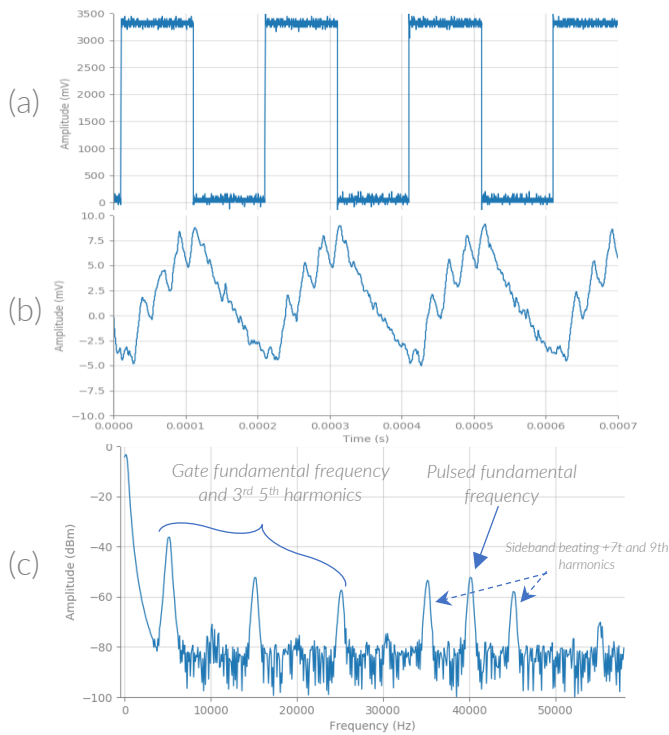 3500
3000
2500
2000
1500
1000
500
0
Amplitude (mV)
(a)
10.0
7.5
5.0
2.5
0.0
−2.5
−5.0
−7.5
−10.0
Amplitude (mV)
(b)
0.0000 0.0001 0.0002 0.0003 0.0004 0.0005 0.0006 0.0007
Time (s)
0
−20
−40
−60
−80
−100
Amplitude (dBm)
(c)
Gate fundamental frequency
and 3rd 5th harmonics
Pulsed fundamental
frequency
Sideband beating +7t and 9th
harmonics
0 10000 20000 30000 40000 50000
Frequency (Hz)